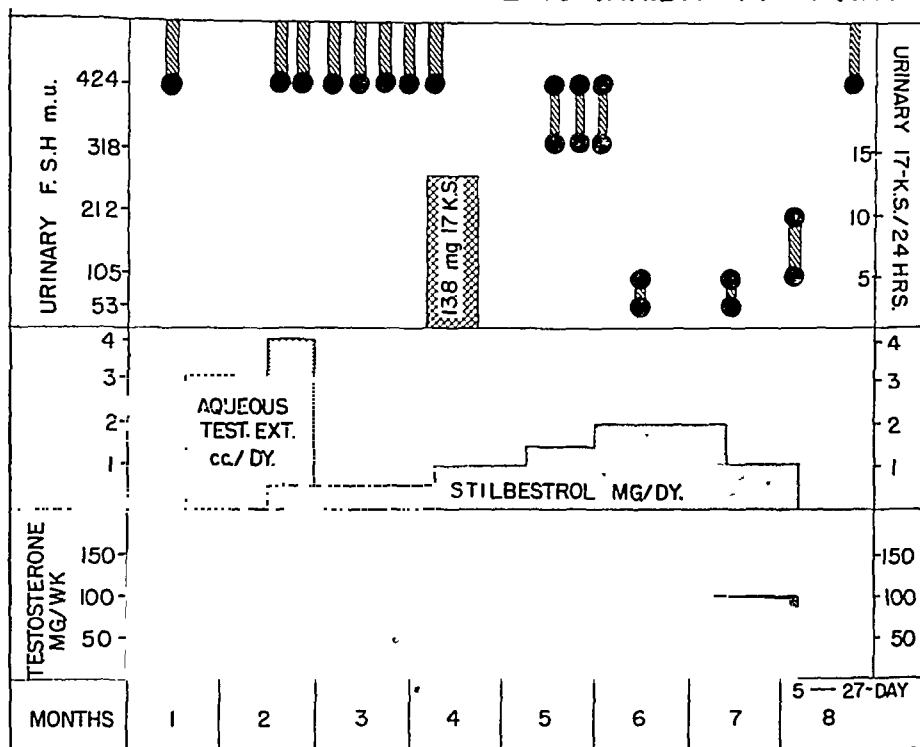 URINARY F.S.H m.u.
424
318
212
105
53
13.8 mg 17 K.S.
15
10
5
URINARY 17-K.S./24 HRS.
4
3
2
1
AQUEOUS
TEST. EXT.
cc./DY.
STILBESTROL MG/DY.
4
3
2
1
TESTOSTERONE
MG/WK
150
100
50
150
100
50
5 — 27-DAY
MONTHS 1 2 3 4 5 6 7 8